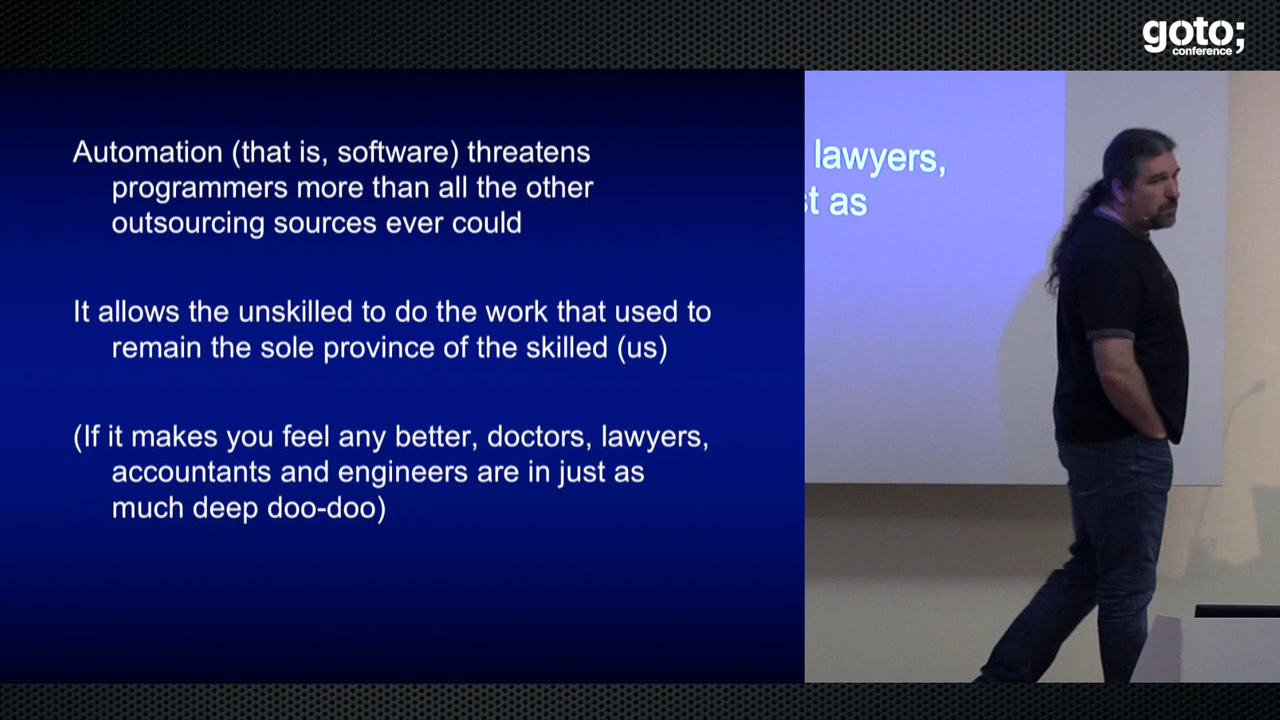 goto;
conference
Automation (that is, software) threatens
programmers more than all the other
outsourcing sources ever could
It allows the unskilled to do the work that used to
remain the sole province of the skilled (us)
(If it makes you feel any better, doctors, lawyers,
accountants and engineers are in just as
much deep doo-doo)
lawyers,
st as